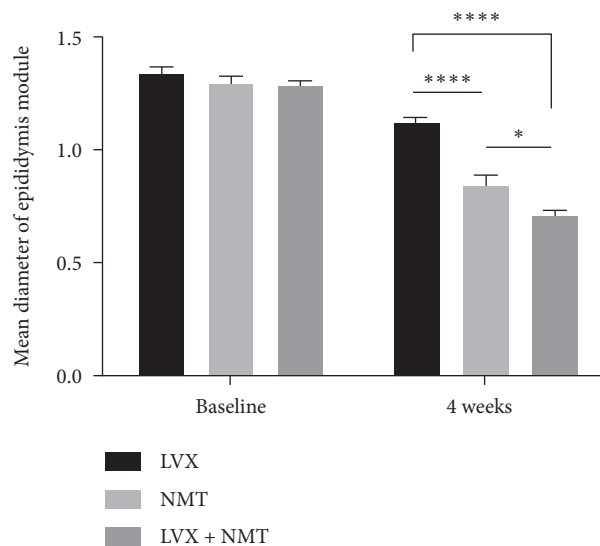 Mean diameter of epididymis module
1.5
1.0
0.5
0.0
****
****
*
Baseline
4 weeks
LVX
NMT
LVX + NMT